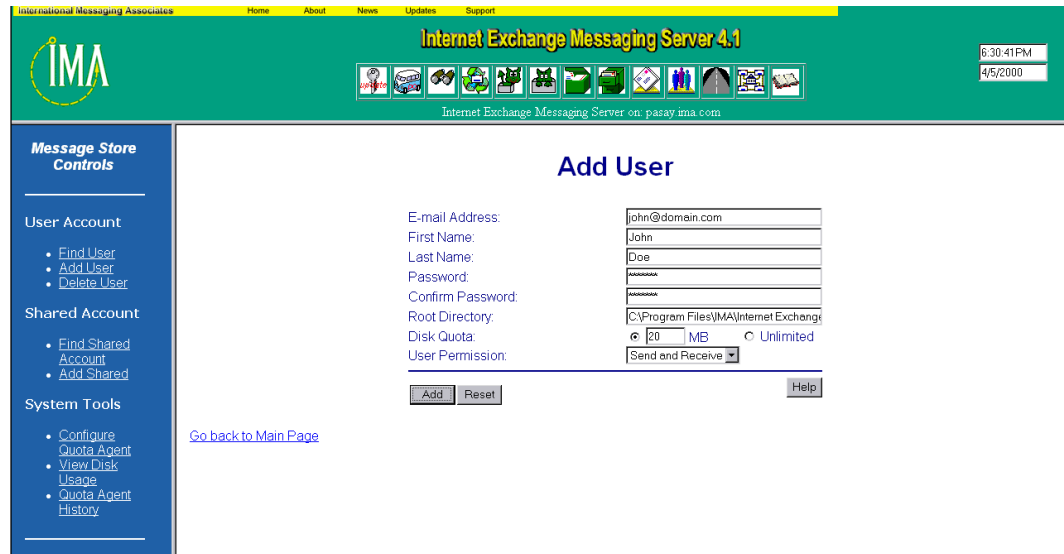 International Messaging Associates Home About News Updates Support
IMA
Internet Exchange Messaging Server 4.1
update
Internet Exchange Messaging Server on: pasay.ima.com
6:30:41PM
4/5/2000
Message Store
Controls
User Account
Find User
Add User
Delete User
Shared Account
Find Shared
Account
Add Shared
System Tools
Configure
Quota Agent
View Disk
Usage
Quota Agent
History
Add User
E-mail Address: john@domain.com
First Name: John
Last Name: Doe
Password: *******
Confirm Password: *******
Root Directory: C:\Program Files\IMA\Internet Exchange
Disk Quota: 20 MB Unlimited
User Permission: Send and Receive
Add Reset Help
Go back to Main Page